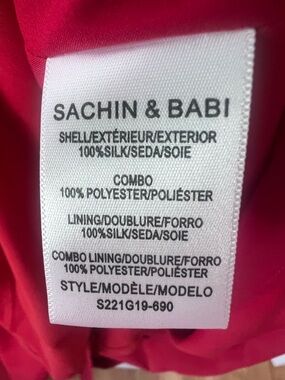 SACHIN & BABI
SHELL/EXTÉRIEUR/EXTERIOR
100%SILK/SEDA/SOIE
COMBO
100% POLYESTER/POLIÉSTER
LINING/DOUBLURE/FORRO
100%SILK/SEDA/SOIE
COMBO LINING/DOUBLURE/FORRO
100% POLYESTER/POLIÉSTER
STYLE/MODÈLE/MODELO
S221G19-690